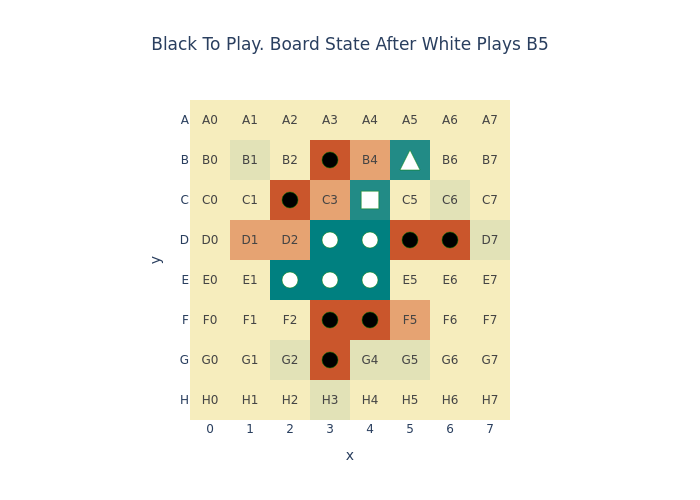 Black To Play. Board State After White Plays B5
A A0 A1 A2 A3 A4 A5 A6 A7
B B0 B1 B2 B4 B6 B7
C C0 C1 C3 C5 C6 C7
D D0 D1 D2 D7
E E0 E1 E5 E6 E7
F F0 F1 F2 F5 F6 F7
G G0 G1 G2 G4 G5 G6 G7
H H0 H1 H2 H3 H4 H5 H6 H7
0 1 2 3 4 5 6 7
x
y